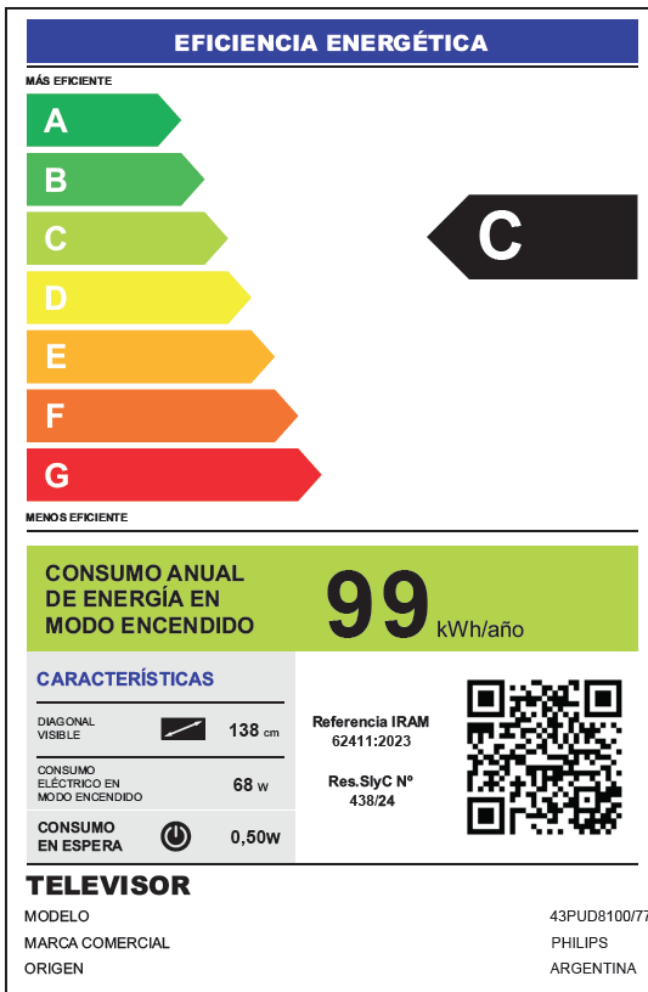 EFICIENCIA ENERGÉTICA
MÁS EFICIENTE
A
B
C
C
D
E
F
G
MENOS EFICIENTE
CONSUMO ANUAL
DE ENERGÍA EN
MODO ENCENDIDO
99 kWh/año
CARACTERÍSTICAS
DIAGONAL
VISIBLE
138 cm
CONSUMO
ELÉCTRICO EN
MODO ENCENDIDO
68 W
CONSUMO
EN ESPERA
0,50W
Referencia IRAM
62411:2023
Res.SIyC Nº
438/24
TELEVISOR
MODELO 43PUD8100/77
MARCA COMERCIAL PHILIPS
ORIGEN ARGENTINA